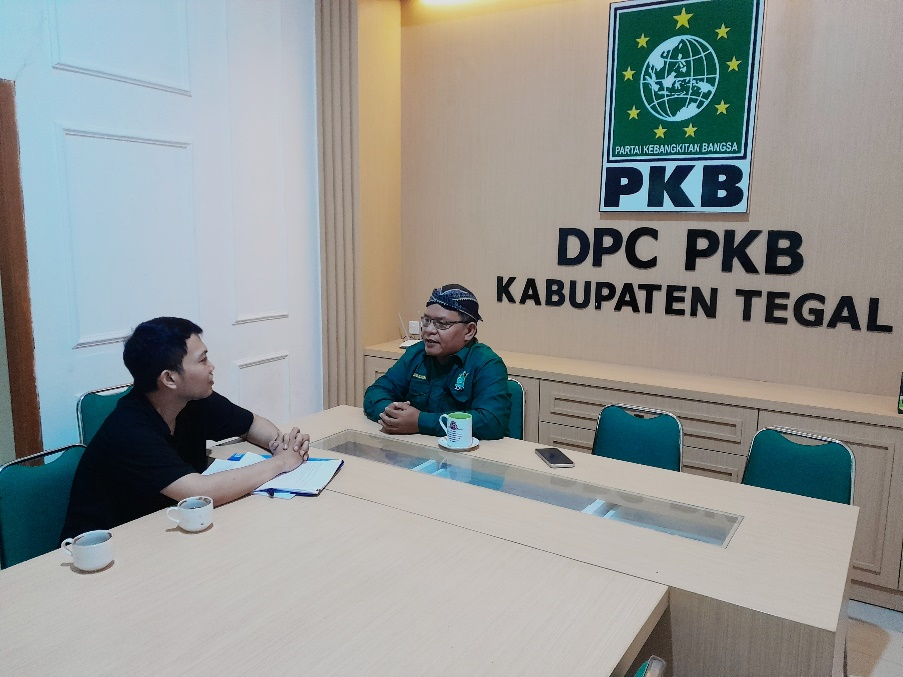 PARTAI KEBANGKITAN BANGSA
PKB
DPC PKB
KABUPATEN TEGAL